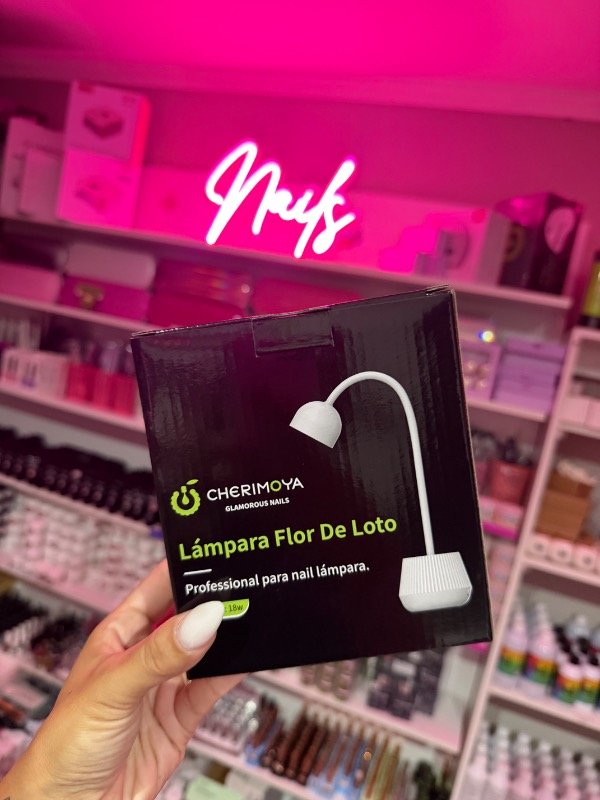 Nails
CHERIMOYA
GLAMOROUS NAILS
Lámpara Flor De Loto
Professional para nail lámpara.
18w